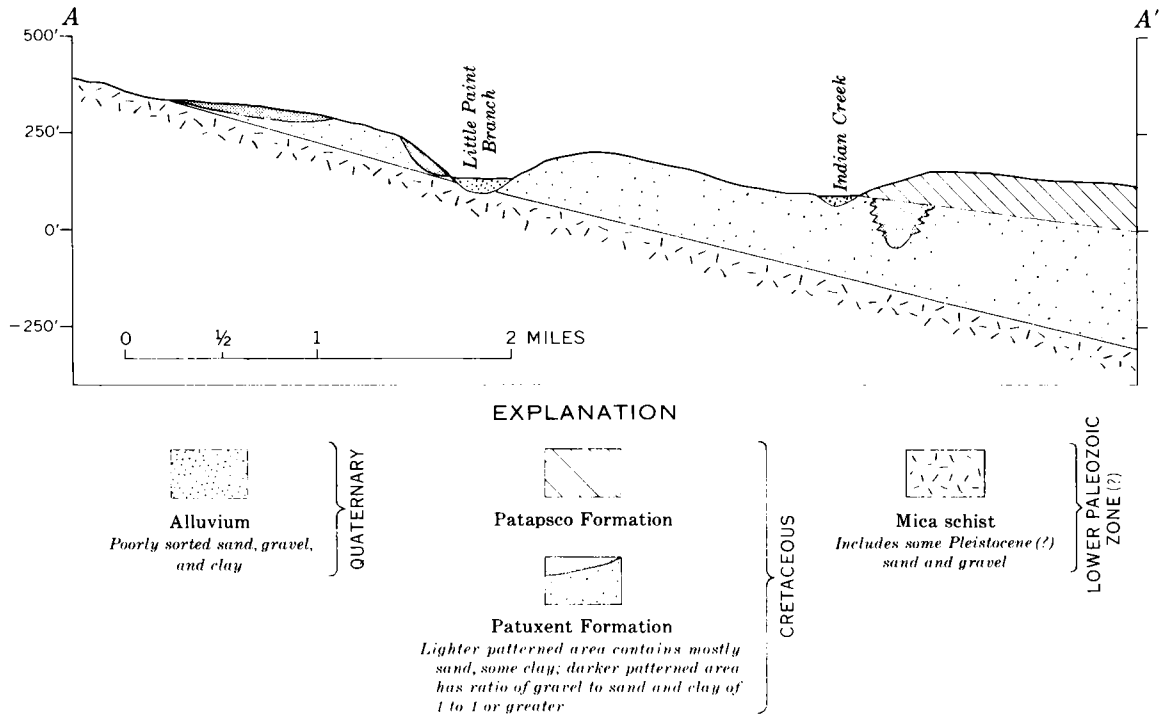 A
A'
500'
250'
0'
−250'
Little Paint
Branch
Indian Creek
0 ½ 1 2 MILES
EXPLANATION
Alluvium
Poorly sorted sand, gravel,
and clay
QUATERNARY
Patapsco Formation
Patuxent Formation
Lighter patterned area contains mostly
sand, some clay; darker patterned area
has ratio of gravel to sand and clay of
1 to 1 or greater
CRETACEOUS
Mica schist
Includes some Pleistocene(?)
sand and gravel
LOWER PALEOZOIC
ZONE(?)